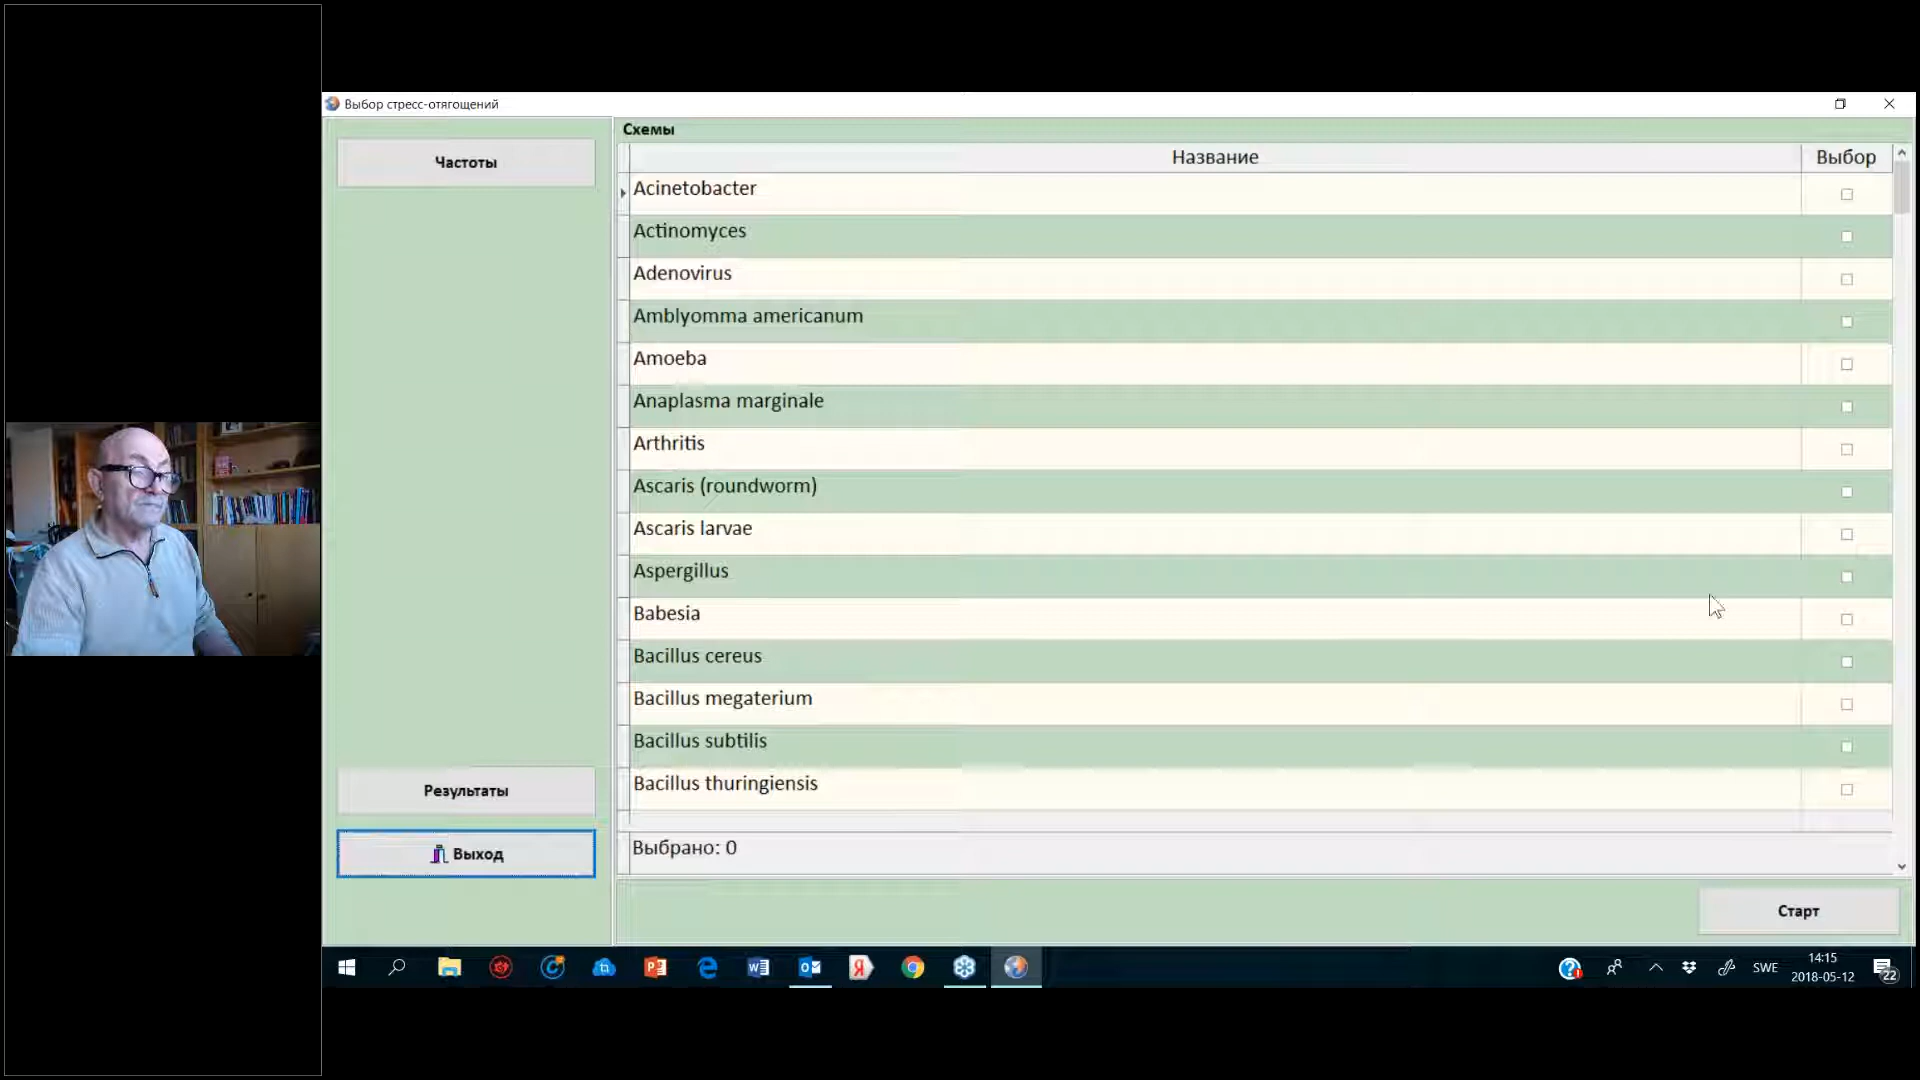 Выбор стресс-отягощений
Частоты
Результаты
Выход
Схемы
Название Выбор
Acinetobacter
Actinomyces
Adenovirus
Amblyomma americanum
Amoeba
Anaplasma marginale
Arthritis
Ascaris (roundworm)
Ascaris larvae
Aspergillus
Babesia
Bacillus cereus
Bacillus megaterium
Bacillus subtilis
Bacillus thuringiensis
Выбрано: 0
Старт
SWE
14:15
2018-05-12
22